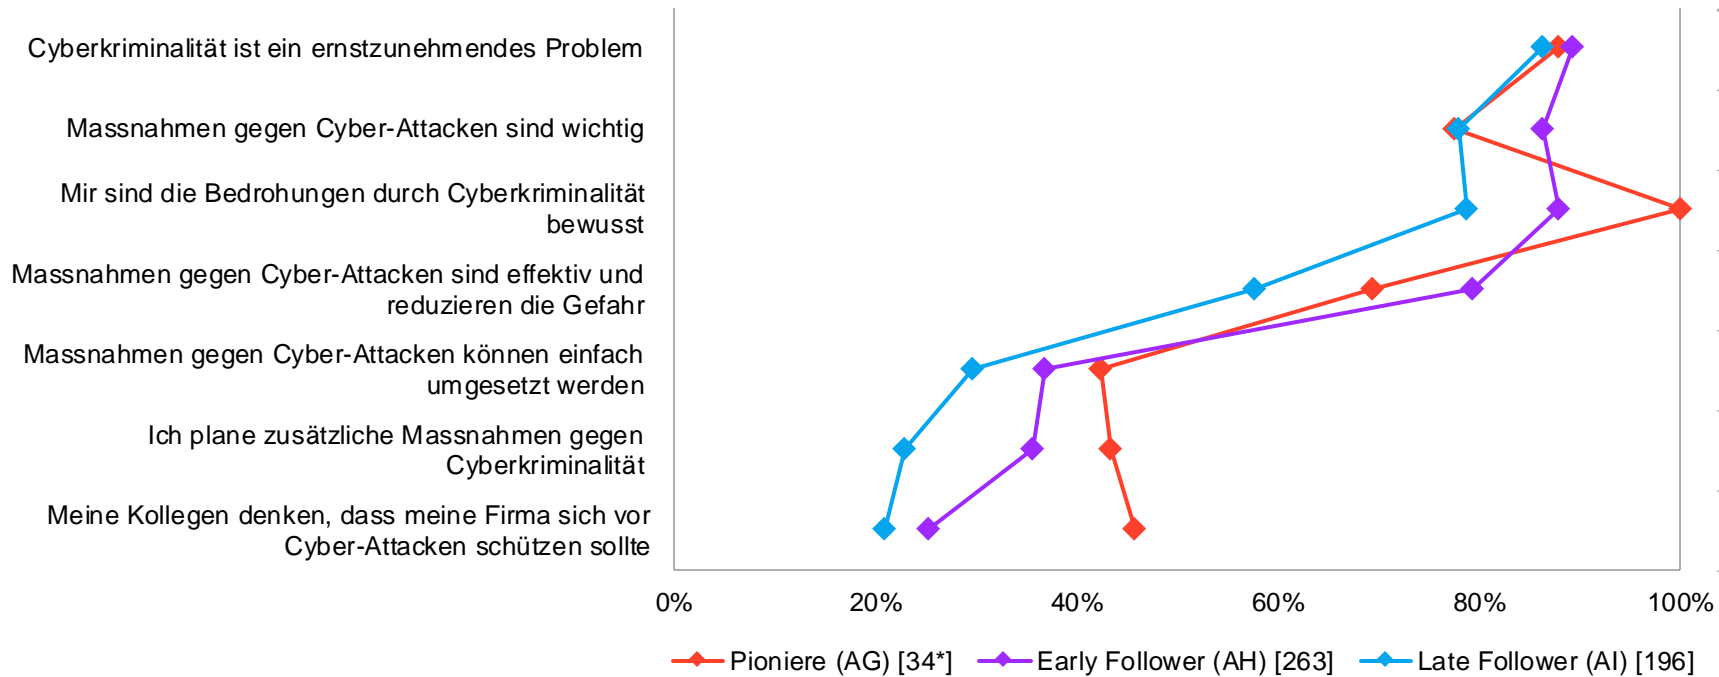 Cyberkriminalität ist ein ernstzunehmendes Problem
Massnahmen gegen Cyber-Attacken sind wichtig
Mir sind die Bedrohungen durch Cyberkriminalität
bewusst
Massnahmen gegen Cyber-Attacken sind effektiv und
reduzieren die Gefahr
Massnahmen gegen Cyber-Attacken können einfach
umgesetzt werden
Ich plane zusätzliche Massnahmen gegen
Cyberkriminalität
Meine Kollegen denken, dass meine Firma sich vor
Cyber-Attacken schützen sollte
0% 20% 40% 60% 80% 100%
Pioniere (AG) [34*] Early Follower (AH) [263] Late Follower (AI) [196]